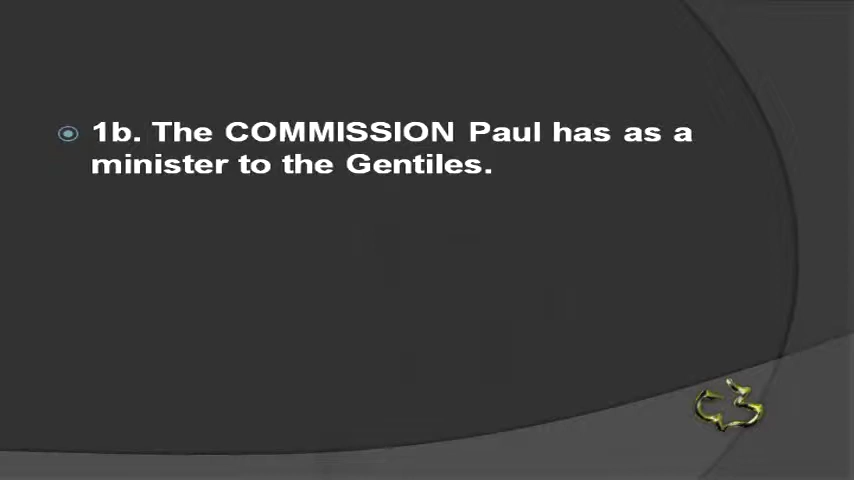 1b. The COMMISSION Paul has as a
minister to the Gentiles.